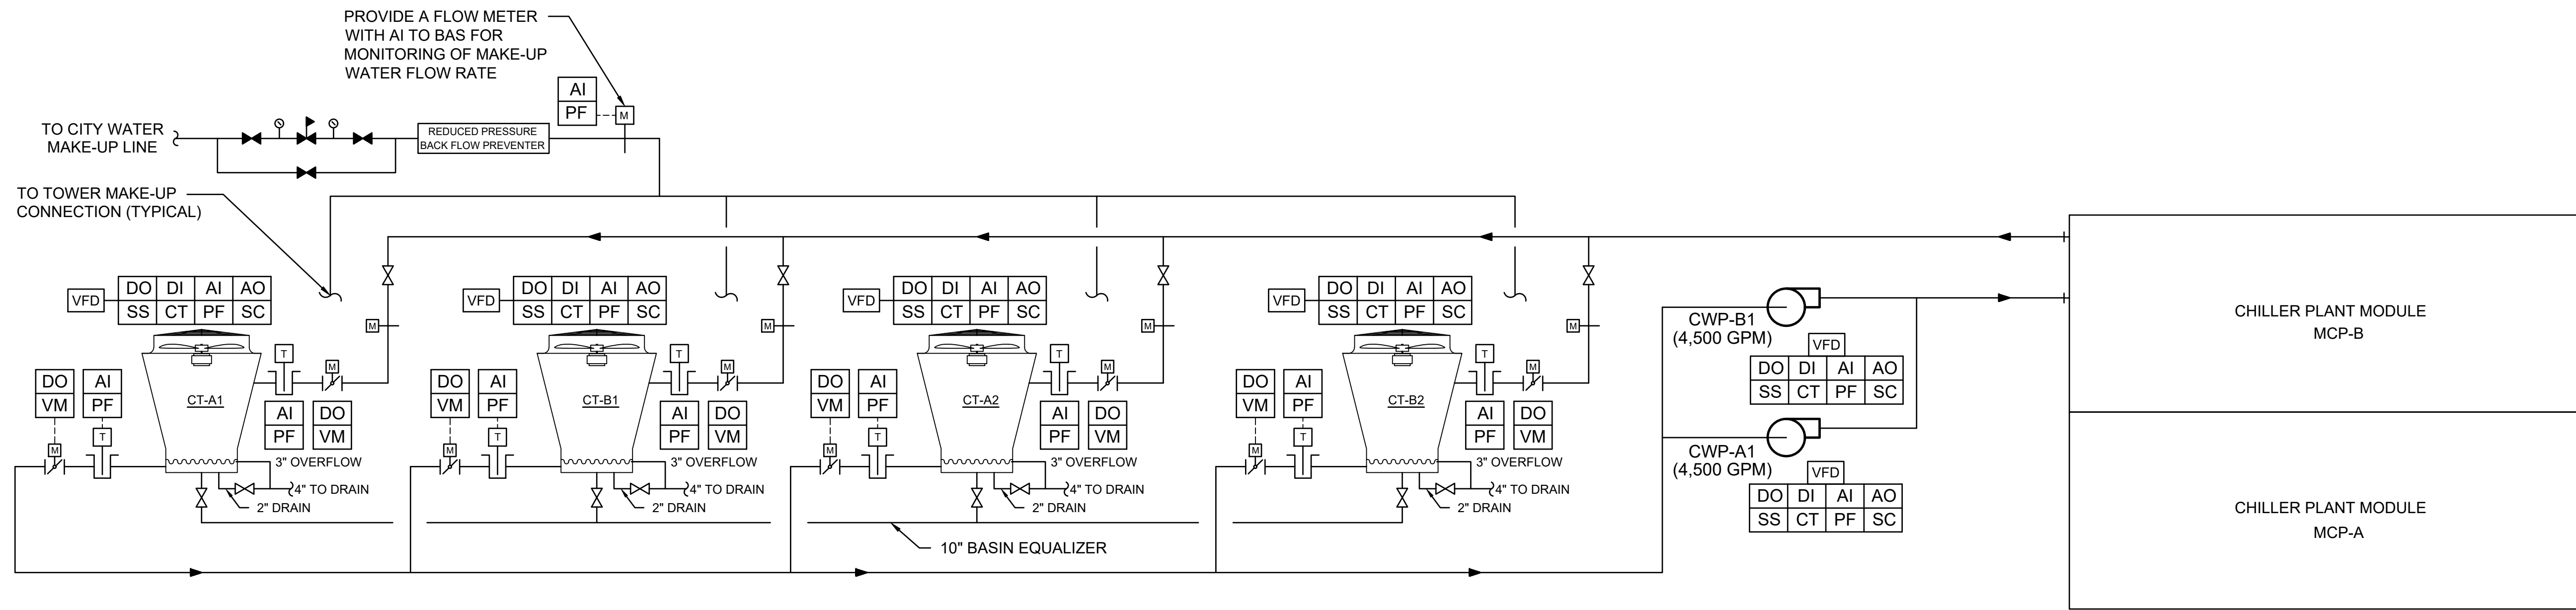 PROVIDE A FLOW METER
WITH AI TO BAS FOR
MONITORING OF MAKE-UP
WATER FLOW RATE
AI
PF
M
TO CITY WATER
MAKE-UP LINE
REDUCED PRESSURE
BACK FLOW PREVENTER
TO TOWER MAKE-UP
CONNECTION (TYPICAL)
VFD
DO DI AI AO
SS CT PF SC
M
T
M
DO
VM
AI
PF
CT-A1
AI
PF
DO
VM
M
T
3" OVERFLOW
4" TO DRAIN
2" DRAIN
VFD
DO DI AI AO
SS CT PF SC
M
T
M
DO
VM
AI
PF
CT-B1
AI
PF
DO
VM
M
T
3" OVERFLOW
4" TO DRAIN
2" DRAIN
VFD
DO DI AI AO
SS CT PF SC
M
T
M
DO
VM
AI
PF
CT-A2
AI
PF
DO
VM
M
T
3" OVERFLOW
4" TO DRAIN
2" DRAIN
VFD
DO DI AI AO
SS CT PF SC
M
T
M
DO
VM
AI
PF
CT-B2
AI
PF
DO
VM
M
T
3" OVERFLOW
4" TO DRAIN
2" DRAIN
10" BASIN EQUALIZER
CWP-B1
(4,500 GPM)
VFD
DO DI AI AO
SS CT PF SC
CWP-A1
(4,500 GPM)
VFD
DO DI AI AO
SS CT PF SC
CHILLER PLANT MODULE
MCP-B
CHILLER PLANT MODULE
MCP-A